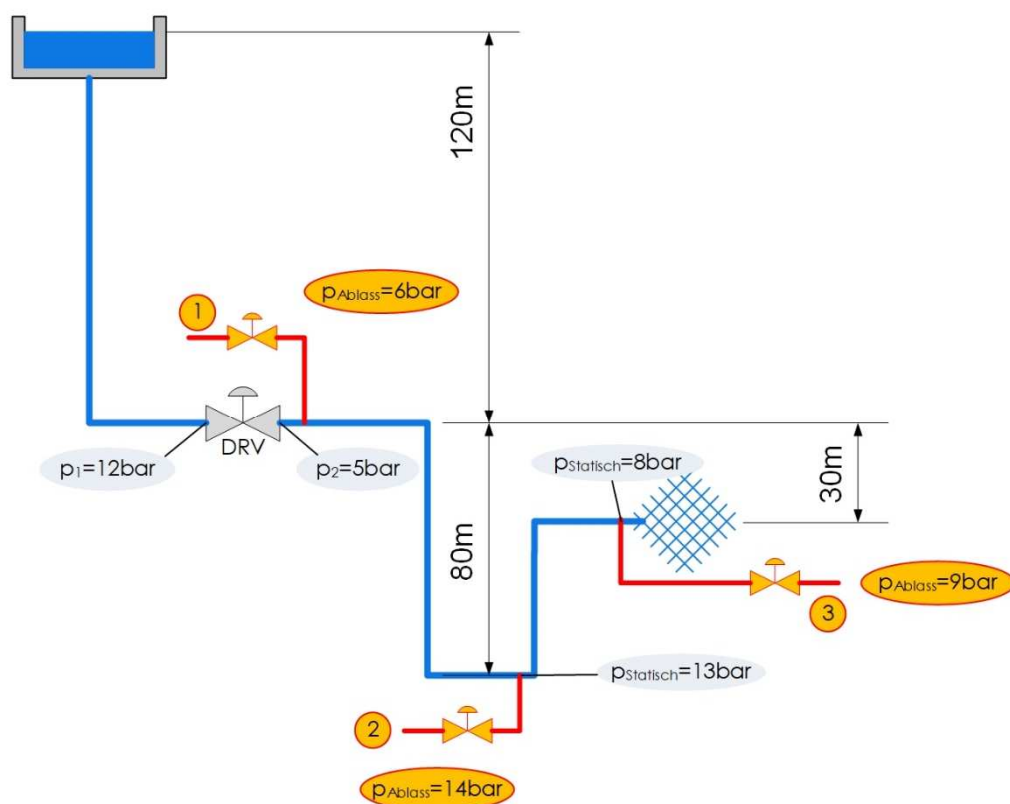 120m
1
pAblass=6bar
DRV
p1=12bar
p2=5bar
pStatisch=8bar
30m
80m
pAblass=9bar
3
pStatisch=13bar
2
pAblass=14bar